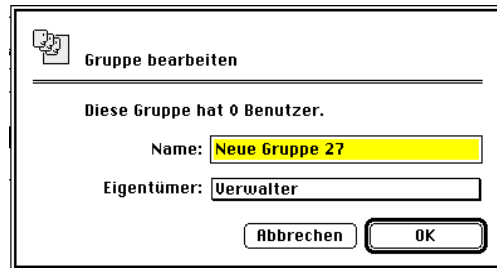 Gruppe bearbeiten
Diese Gruppe hat 0 Benutzer.
Name: Neue Gruppe 27
Eigentümer: Verwalter
Abbrechen OK